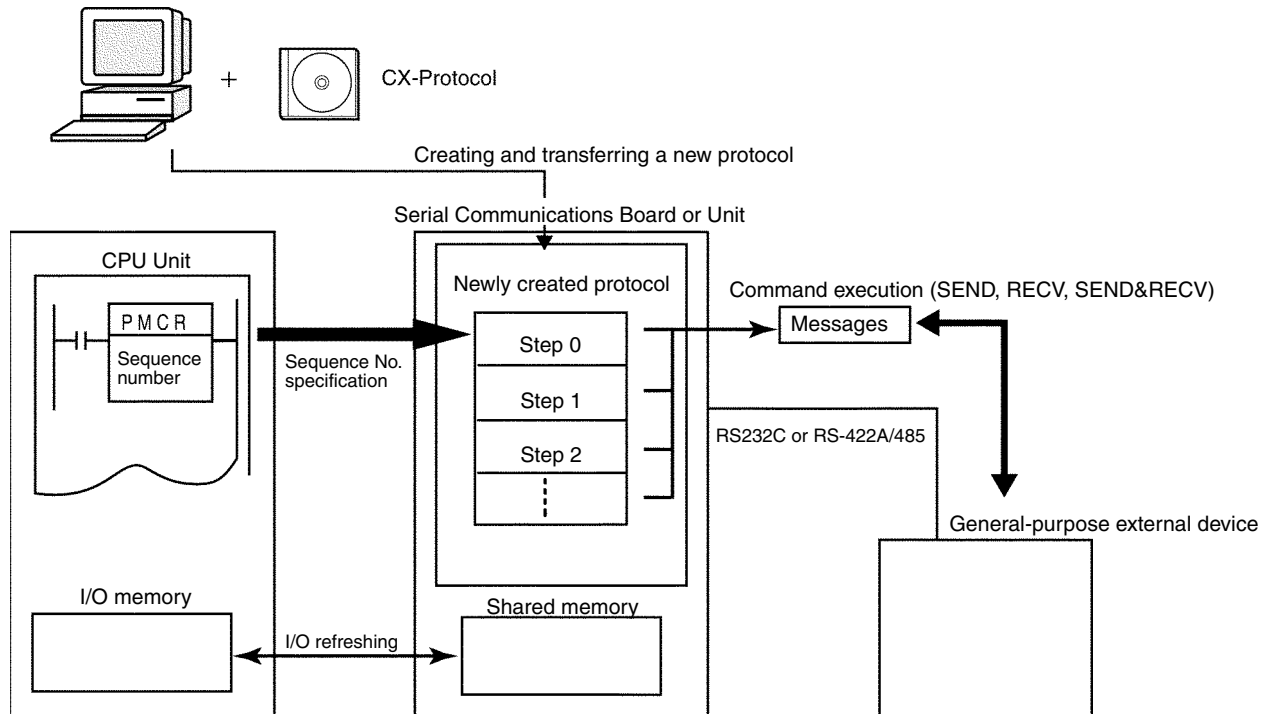 CX-Protocol
Creating and transferring a new protocol
Serial Communications Board or Unit
CPU Unit
PMCR
Sequence
number
Sequence No.
specification
Newly created protocol
Step 0
Step 1
Step 2
Command execution (SEND, RECV, SEND&RECV)
Messages
RS232C or RS-422A/485
General-purpose external device
I/O memory
I/O refreshing
Shared memory